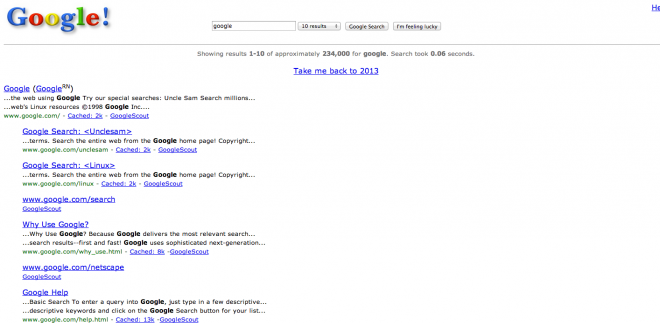 Google!
He
google 10 results Google Search I'm feeling lucky
Showing results 1-10 of approximately 234,000 for google. Search took 0.06 seconds.
Take me back to 2013
Google (GoogleRN)
...the web using Google Try our special searches: Uncle Sam Search millions...
...web's Linux resources ©1998 Google Inc....
www.google.com/ - Cached: 2k - GoogleScout
Google Search: <Unclesam>
...terms. Search the entire web from the Google home page! Copyright...
www.google.com/unclesam - Cached: 2k - GoogleScout
Google Search: <Linux>
...terms. Search the entire web from the Google home page! Copyright...
www.google.com/linux - Cached: 2k - GoogleScout
www.google.com/search
GoogleScout
Why Use Google?
...Why Use Google? Because Google delivers the most relevant search...
...search results--first and fast! Google uses sophisticated next-generation...
www.google.com/why_use.html - Cached: 8k -GoogleScout
www.google.com/netscape
GoogleScout
Google Help
...Basic Search To enter a query into Google, just type in a few descriptive...
...descriptive keywords and click on the Google Search button for your list...
www.google.com/help.html - Cached: 13k -GoogleScout